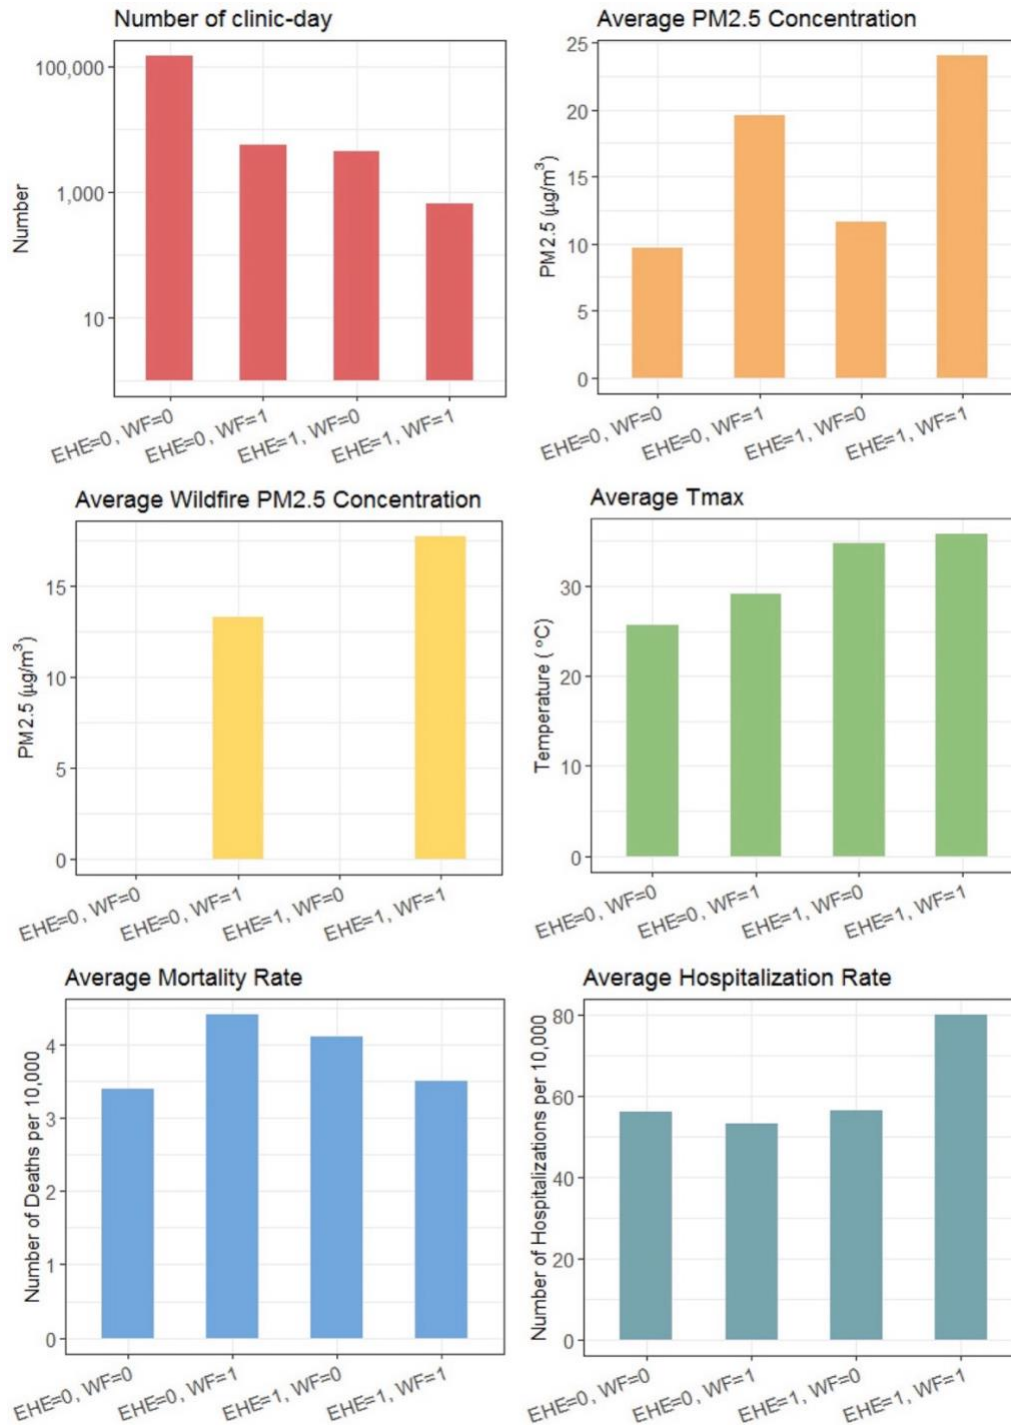 Number of clinic-day
Number
100,000
1,000
10
EHE=0, WF=0
EHE=0, WF=1
EHE=1, WF=0
EHE=1, WF=1
Average PM2.5 Concentration
PM2.5 (μg/m³)
25
20
15
10
5
0
EHE=0, WF=0
EHE=0, WF=1
EHE=1, WF=0
EHE=1, WF=1
Average Wildfire PM2.5 Concentration
PM2.5 (μg/m³)
15
10
5
0
EHE=0, WF=0
EHE=0, WF=1
EHE=1, WF=0
EHE=1, WF=1
Average Tmax
Temperature ( °C)
30
20
10
0
EHE=0, WF=0
EHE=0, WF=1
EHE=1, WF=0
EHE=1, WF=1
Average Mortality Rate
Number of Deaths per 10,000
4
3
2
1
0
EHE=0, WF=0
EHE=0, WF=1
EHE=1, WF=0
EHE=1, WF=1
Average Hospitalization Rate
Number of Hospitalizations per 10,000
80
60
40
20
0
EHE=0, WF=0
EHE=0, WF=1
EHE=1, WF=0
EHE=1, WF=1